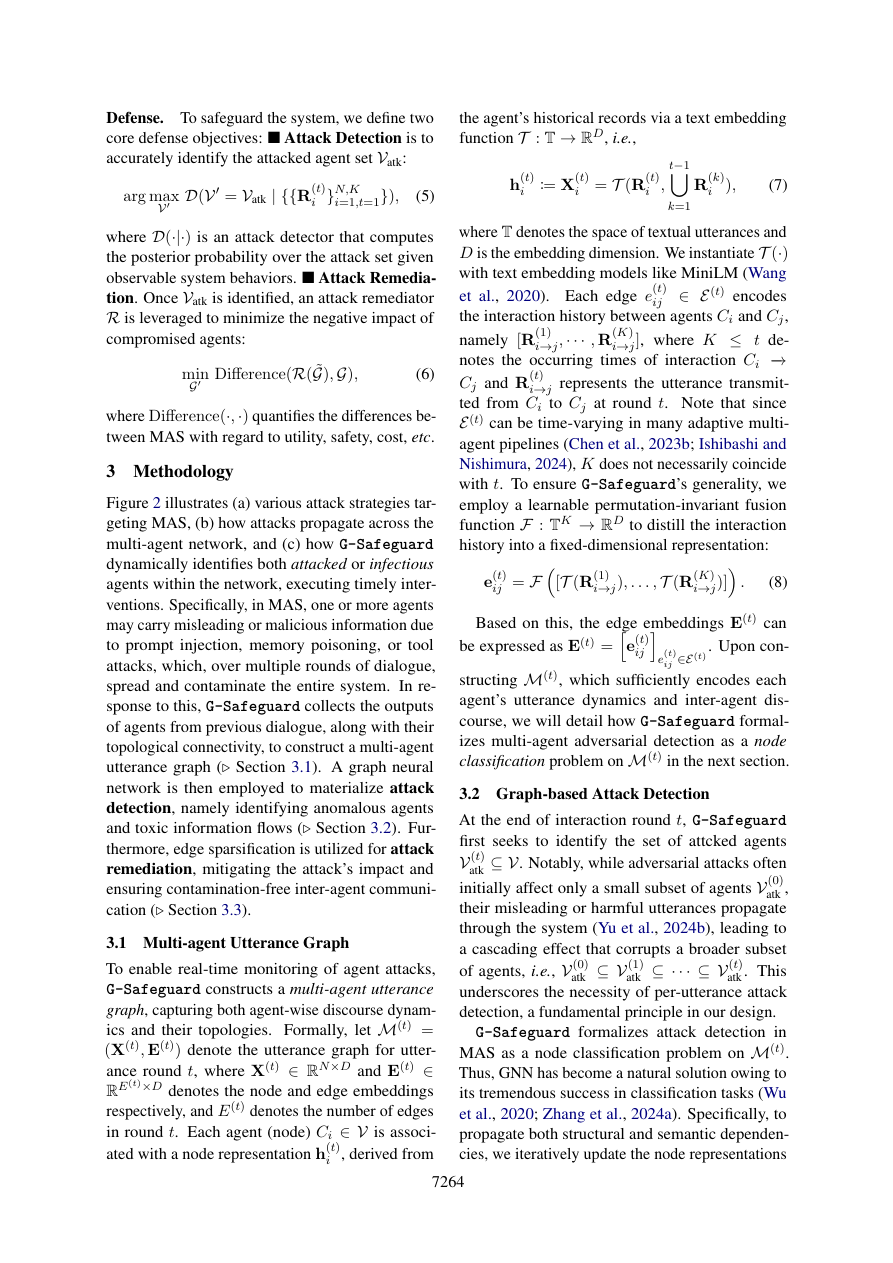 Defense. To safeguard the system, we define two
core defense objectives: ■ Attack Detection is to
accurately identify the attacked agent set 𝒱_atk:
arg max_{𝒱′} 𝒟(𝒱′ = 𝒱_atk | {{R_i^{(t)}}_{i=1,t=1}^{N,K}}), (5)
where 𝒟(·|·) is an attack detector that computes
the posterior probability over the attack set given
observable system behaviors. ■ Attack Remedia-
tion. Once 𝒱_atk is identified, an attack remediator
ℛ is leveraged to minimize the negative impact of
compromised agents:
min_{𝒢′} Difference(ℛ(𝒢̃), 𝒢), (6)
where Difference(·, ·) quantifies the differences be-
tween MAS with regard to utility, safety, cost, etc.
3 Methodology
Figure 2 illustrates (a) various attack strategies tar-
geting MAS, (b) how attacks propagate across the
multi-agent network, and (c) how G-Safeguard
dynamically identifies both attacked or infectious
agents within the network, executing timely inter-
ventions. Specifically, in MAS, one or more agents
may carry misleading or malicious information due
to prompt injection, memory poisoning, or tool
attacks, which, over multiple rounds of dialogue,
spread and contaminate the entire system. In re-
sponse to this, G-Safeguard collects the outputs
of agents from previous dialogue, along with their
topological connectivity, to construct a multi-agent
utterance graph (▷ Section 3.1). A graph neural
network is then employed to materialize attack
detection, namely identifying anomalous agents
and toxic information flows (▷ Section 3.2). Fur-
thermore, edge sparsification is utilized for attack
remediation, mitigating the attack's impact and
ensuring contamination-free inter-agent communi-
cation (▷ Section 3.3).
3.1 Multi-agent Utterance Graph
To enable real-time monitoring of agent attacks,
G-Safeguard constructs a multi-agent utterance
graph, capturing both agent-wise discourse dynam-
ics and their topologies. Formally, let ℳ^{(t)} =
(X^{(t)}, E^{(t)}) denote the utterance graph for utter-
ance round t, where X^{(t)} ∈ ℝ^{N×D} and E^{(t)} ∈
ℝ^{E^{(t)}×D} denotes the node and edge embeddings
respectively, and E^{(t)} denotes the number of edges
in round t. Each agent (node) C_i ∈ 𝒱 is associ-
ated with a node representation h_i^{(t)}, derived from
the agent's historical records via a text embedding
function 𝒯 : 𝕋 → ℝ^D, i.e.,
h_i^{(t)} := X_i^{(t)} = 𝒯(R_i^{(t)}, ⋃_{k=1}^{t−1} R_i^{(k)}), (7)
where 𝕋 denotes the space of textual utterances and
D is the embedding dimension. We instantiate 𝒯(·)
with text embedding models like MiniLM (Wang
et al., 2020). Each edge e_{ij}^{(t)} ∈ ℰ^{(t)} encodes
the interaction history between agents C_i and C_j,
namely [R_{i→j}^{(1)}, ··· , R_{i→j}^{(K)}], where K ≤ t de-
notes the occurring times of interaction C_i →
C_j and R_{i→j}^{(t)} represents the utterance transmit-
ted from C_i to C_j at round t. Note that since
ℰ^{(t)} can be time-varying in many adaptive multi-
agent pipelines (Chen et al., 2023b; Ishibashi and
Nishimura, 2024), K does not necessarily coincide
with t. To ensure G-Safeguard's generality, we
employ a learnable permutation-invariant fusion
function ℱ : 𝕋^K → ℝ^D to distill the interaction
history into a fixed-dimensional representation:
e_{ij}^{(t)} = ℱ([𝒯(R_{i→j}^{(1)}), . . . , 𝒯(R_{i→j}^{(K)})]). (8)
Based on this, the edge embeddings E^{(t)} can
be expressed as E^{(t)} = [e_{ij}^{(t)}]_{e_{ij}^{(t)}∈ℰ^{(t)}}. Upon con-
structing ℳ^{(t)}, which sufficiently encodes each
agent's utterance dynamics and inter-agent dis-
course, we will detail how G-Safeguard formal-
izes multi-agent adversarial detection as a node
classification problem on ℳ^{(t)} in the next section.
3.2 Graph-based Attack Detection
At the end of interaction round t, G-Safeguard
first seeks to identify the set of attcked agents
𝒱_atk^{(t)} ⊆ 𝒱. Notably, while adversarial attacks often
initially affect only a small subset of agents 𝒱_atk^{(0)},
their misleading or harmful utterances propagate
through the system (Yu et al., 2024b), leading to
a cascading effect that corrupts a broader subset
of agents, i.e., 𝒱_atk^{(0)} ⊆ 𝒱_atk^{(1)} ⊆ ··· ⊆ 𝒱_atk^{(t)}. This
underscores the necessity of per-utterance attack
detection, a fundamental principle in our design.
G-Safeguard formalizes attack detection in
MAS as a node classification problem on ℳ^{(t)}.
Thus, GNN has become a natural solution owing to
its tremendous success in classification tasks (Wu
et al., 2020; Zhang et al., 2024a). Specifically, to
propagate both structural and semantic dependen-
cies, we iteratively update the node representations
7264